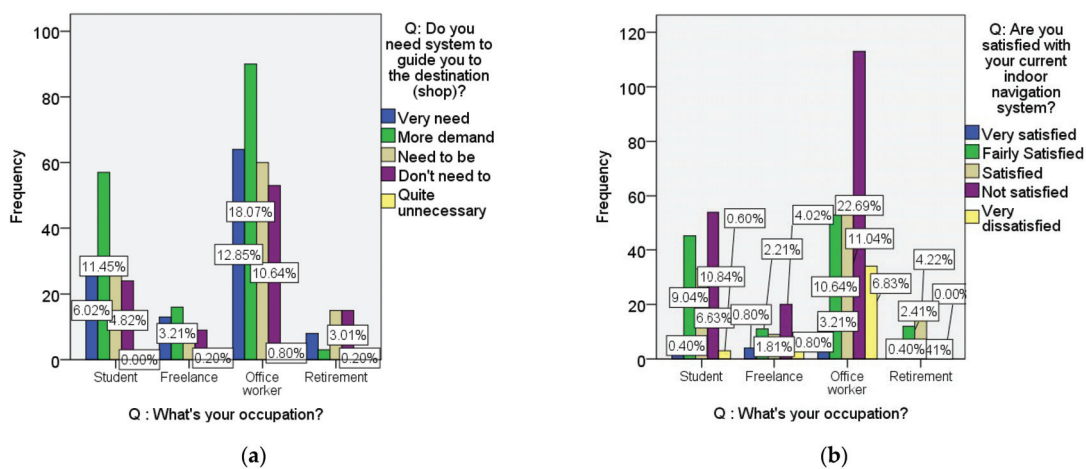 100
80
60
40
20
0
Frequency
Q: Do you
need system to
guide you to
the destination
(shop)?
Very need
More demand
Need to be
Don't need to
Quite
unnecessary
11.45%
6.02%
4.82%
0.00%
3.21%
0.20%
18.07%
12.85%
10.64%
0.80%
3.01%
0.20%
Student
Freelance
Office
worker
Retirement
Q : What's your occupation?
(a)
120
100
80
60
40
20
0
Frequency
Q: Are you
satisfied with
your current
indoor
navigation
system?
Very satisfied
Fairly Satisfied
Satisfied
Not satisfied
Very
dissatisfied
0.60%
10.84%
9.04%
6.63%
0.40%
4.02%
2.21%
0.80%
1.81%
0.80%
22.69%
11.04%
10.64%
6.83%
3.21%
4.22%
0.00%
2.41%
0.40%
41%
Student
Freelance
Office
worker
Retirement
Q : What's your occupation?
(b)